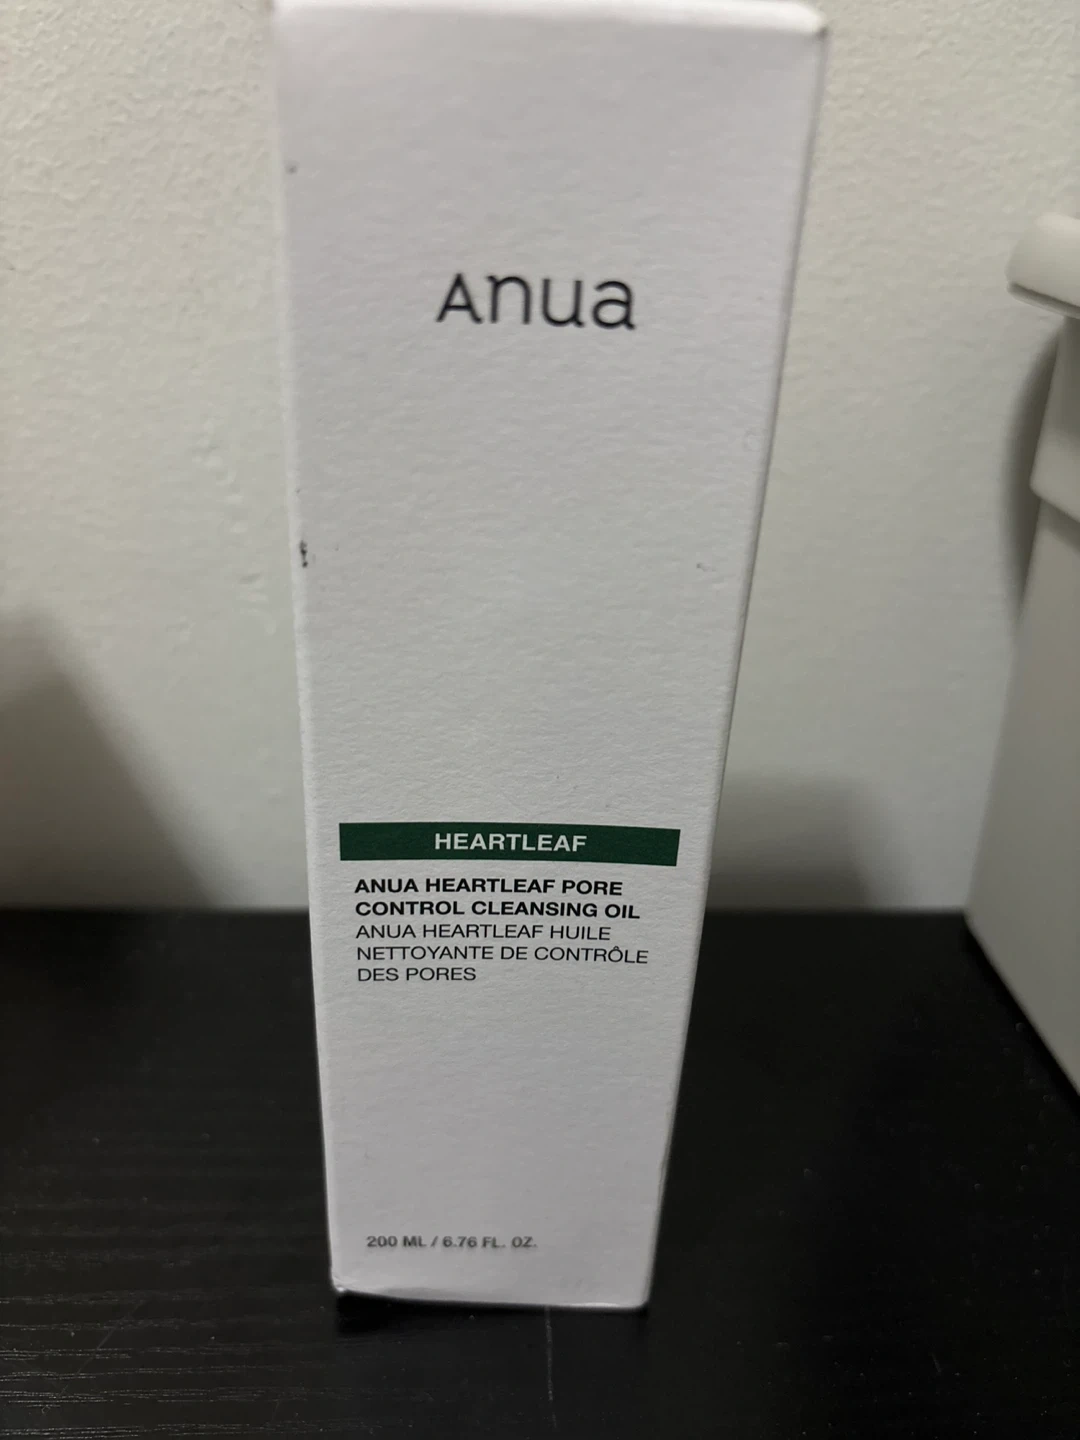 Anua
HEARTLEAF
ANUA HEARTLEAF PORE
CONTROL CLEANSING OIL
ANUA HEARTLEAF HUILE
NETTOYANTE DE CONTRÔLE
DES PORES
200 ML / 6.76 FL. OZ.